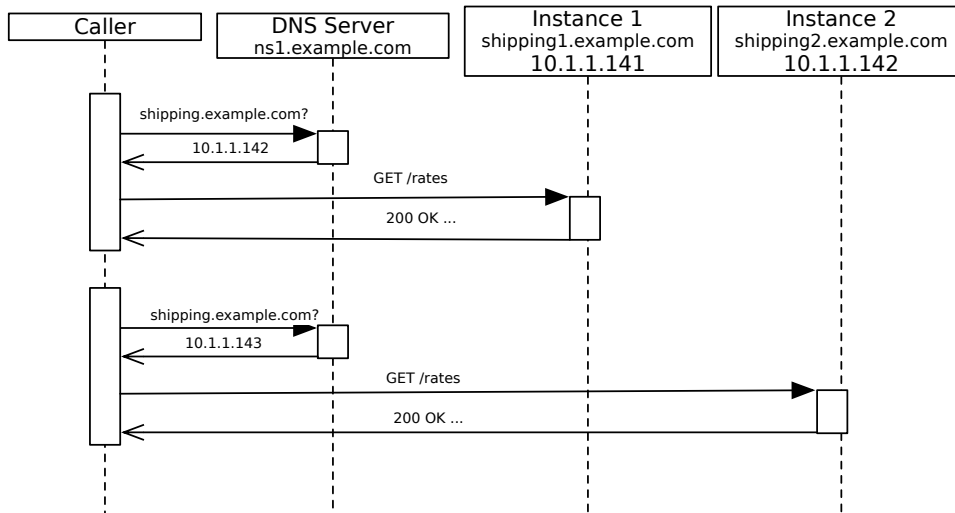 Caller
DNS Server
ns1.example.com
Instance 1
shipping1.example.com
10.1.1.141
Instance 2
shipping2.example.com
10.1.1.142
shipping.example.com?
10.1.1.142
GET /rates
200 OK ...
shipping.example.com?
10.1.1.143
GET /rates
200 OK ...